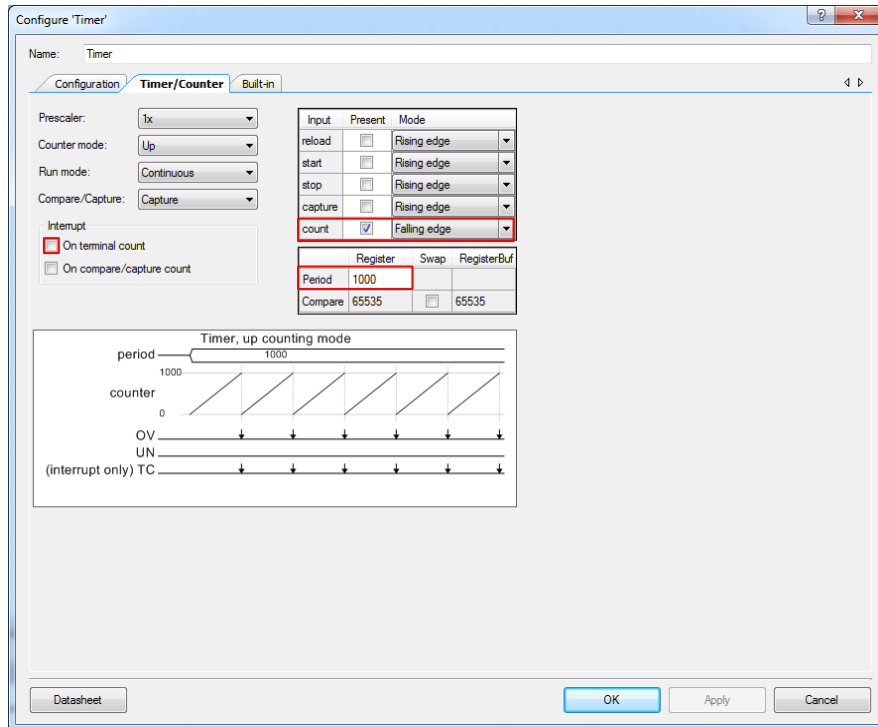 Configure 'Timer'
Name: Timer
Configuration Timer/Counter Built-in
Prescaler: 1x
Counter mode: Up
Run mode: Continuous
Compare/Capture: Capture
Interrupt
On terminal count
On compare/capture count
Input Present Mode
reload Rising edge
start Rising edge
stop Rising edge
capture Rising edge
count Falling edge
Register Swap RegisterBuf
Period 1000
Compare 65535 65535
Timer, up counting mode
period 1000
1000
counter
0
OV
UN
(interrupt only) TC
Datasheet OK Apply Cancel